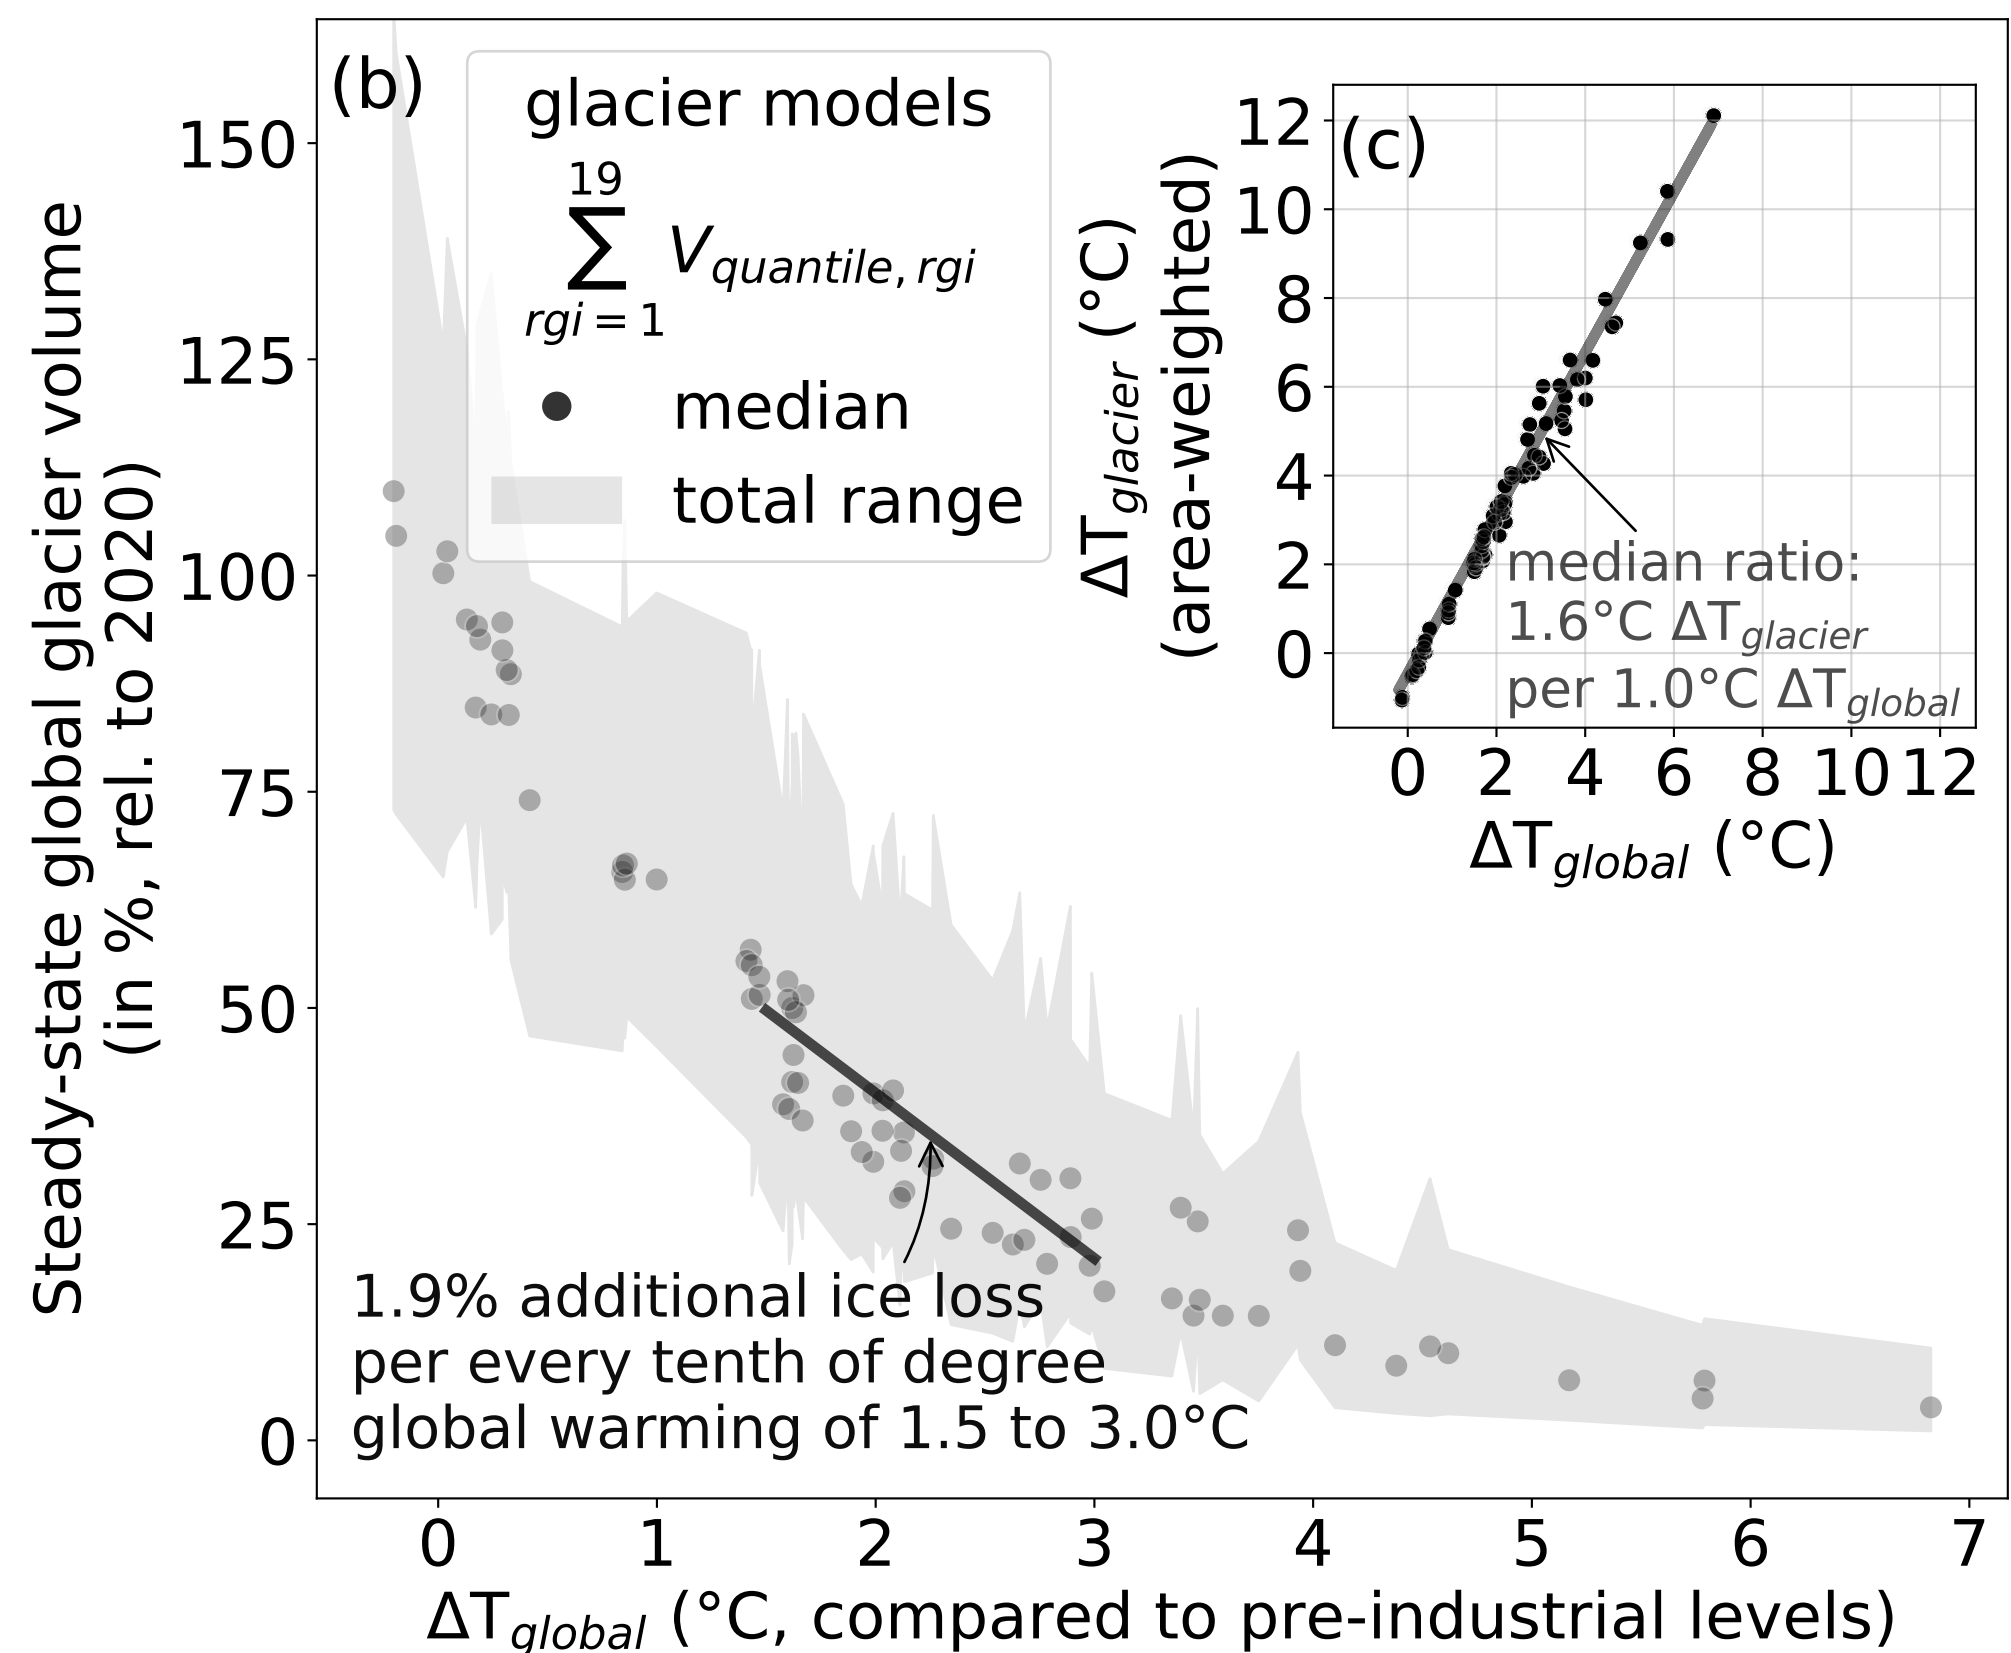 (b)
glacier models
19
∑ V_quantile, rgi
rgi = 1
median
total range
Steady-state global glacier volume
(in %, rel. to 2020)
150
125
100
75
50
25
0
1.9% additional ice loss
per every tenth of degree
global warming of 1.5 to 3.0°C
0 1 2 3 4 5 6 7
ΔT_global (°C, compared to pre-industrial levels)
(c)
ΔT_glacier (°C)
(area-weighted)
12
10
8
6
4
2
0
median ratio:
1.6°C ΔT_glacier
per 1.0°C ΔT_global
0 2 4 6 8 10 12
ΔT_global (°C)